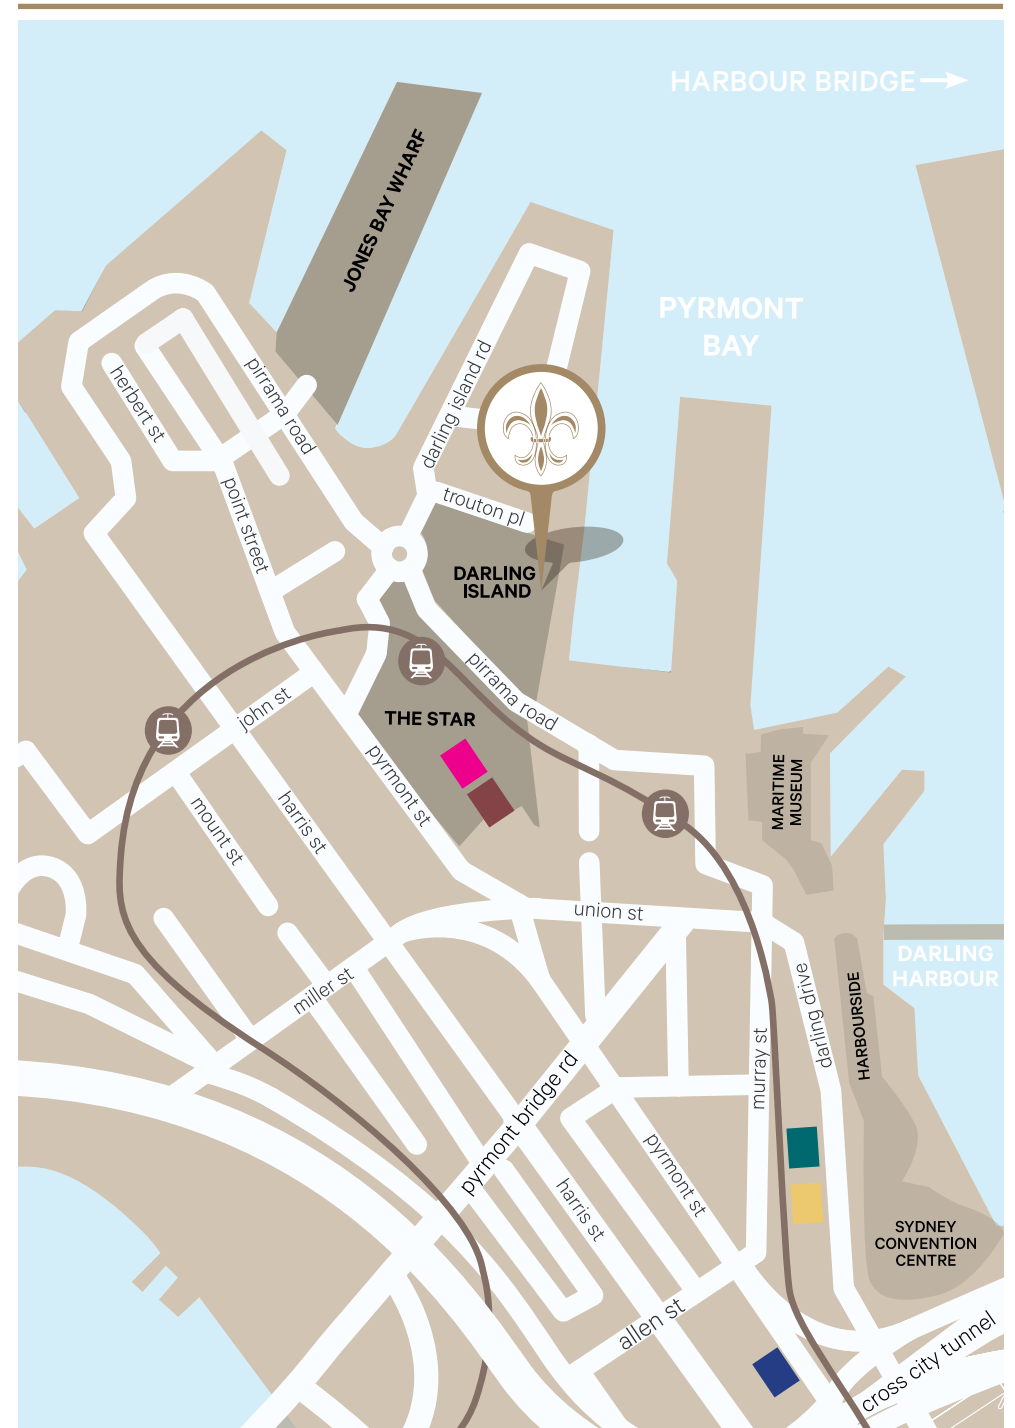 HARBOUR BRIDGE
JONES BAY WHARF
PYRMONT
BAY
darling island rd
pirrama road
herbert st
point street
trouton pl
DARLING
ISLAND
pirrama road
john st
THE STAR
pyrmont st
MARITIME
MUSEUM
mount st
harris st
union st
DARLING
HARBOUR
miller st
darling drive
HARBOURSIDE
murray st
pyrmont bridge rd
pyrmont st
harris st
SYDNEY
CONVENTION
CENTRE
allen st
cross city tunnel